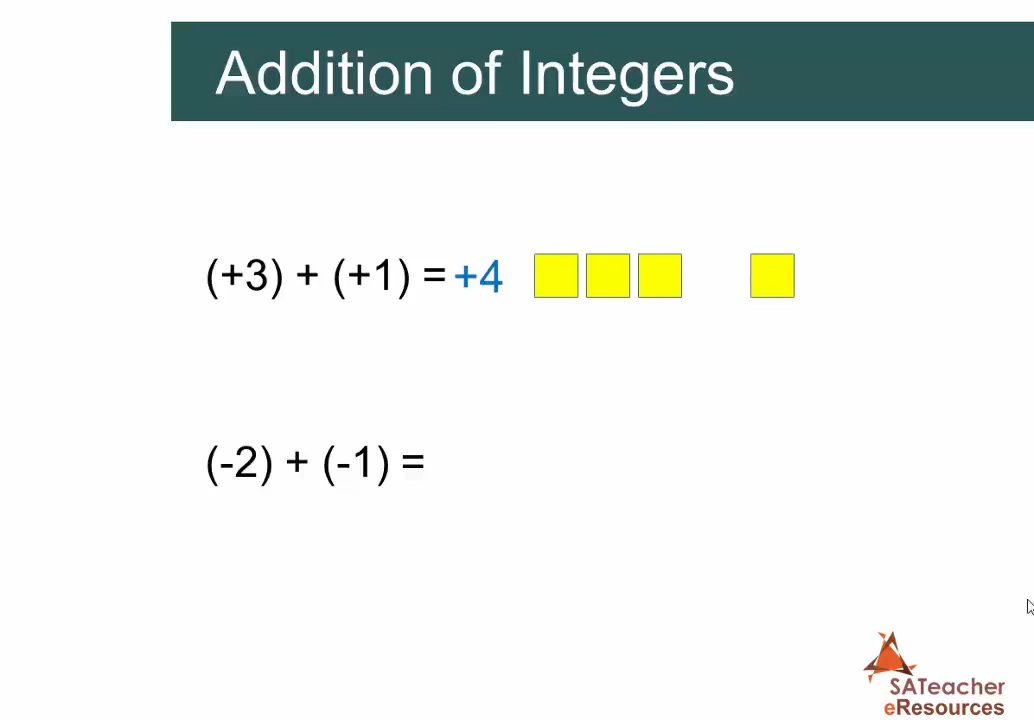 Addition of Integers
(+3) + (+1) = +4
(-2) + (-1) =
SATeacher
eResources